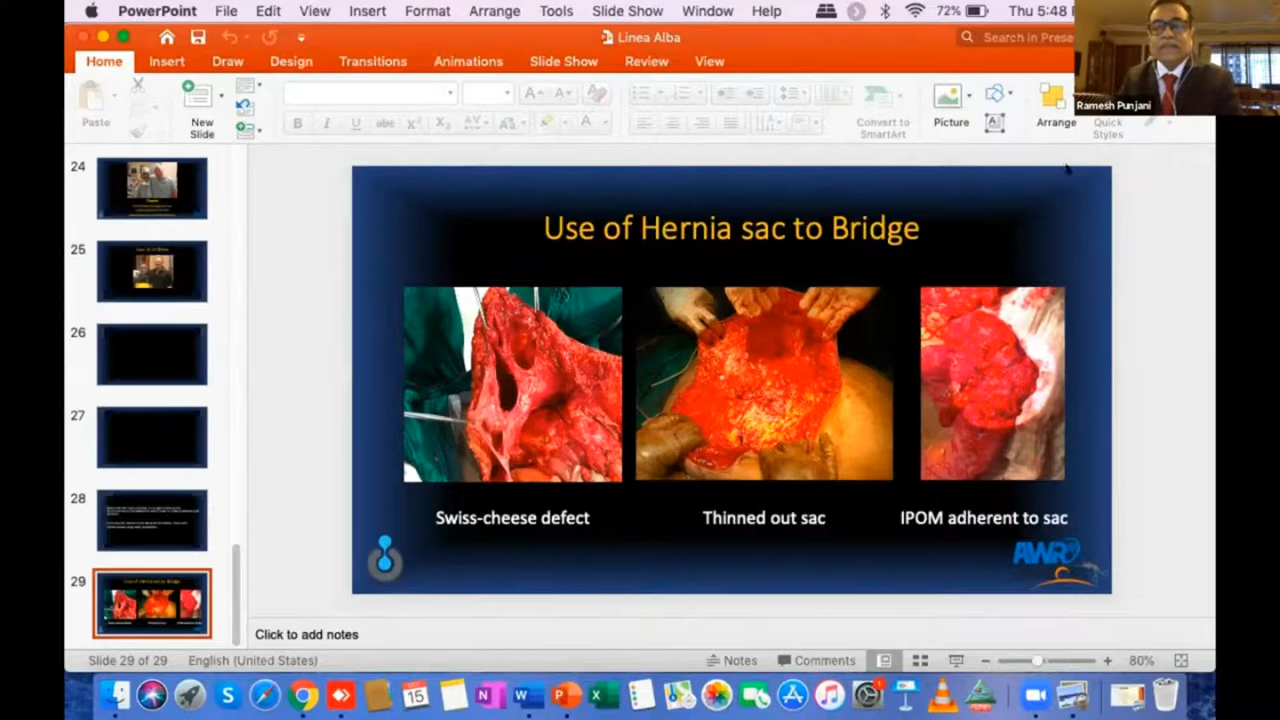 PowerPoint File Edit View Insert Format Arrange Tools Slide Show Window Help 72% Thu 5:48
Linea Alba
Search in Prese
Home Insert Draw Design Transitions Animations Slide Show Review View
Paste
New
Slide
Convert to
SmartArt
Picture
Arrange
Quick
Styles
Ramesh Punjani
24
25
26
27
28
29
Use of Hernia sac to Bridge
Swiss-cheese defect Thinned out sac IPOM adherent to sac
AWR
Click to add notes
Slide 29 of 29 English (United States) Notes Comments 80%
15